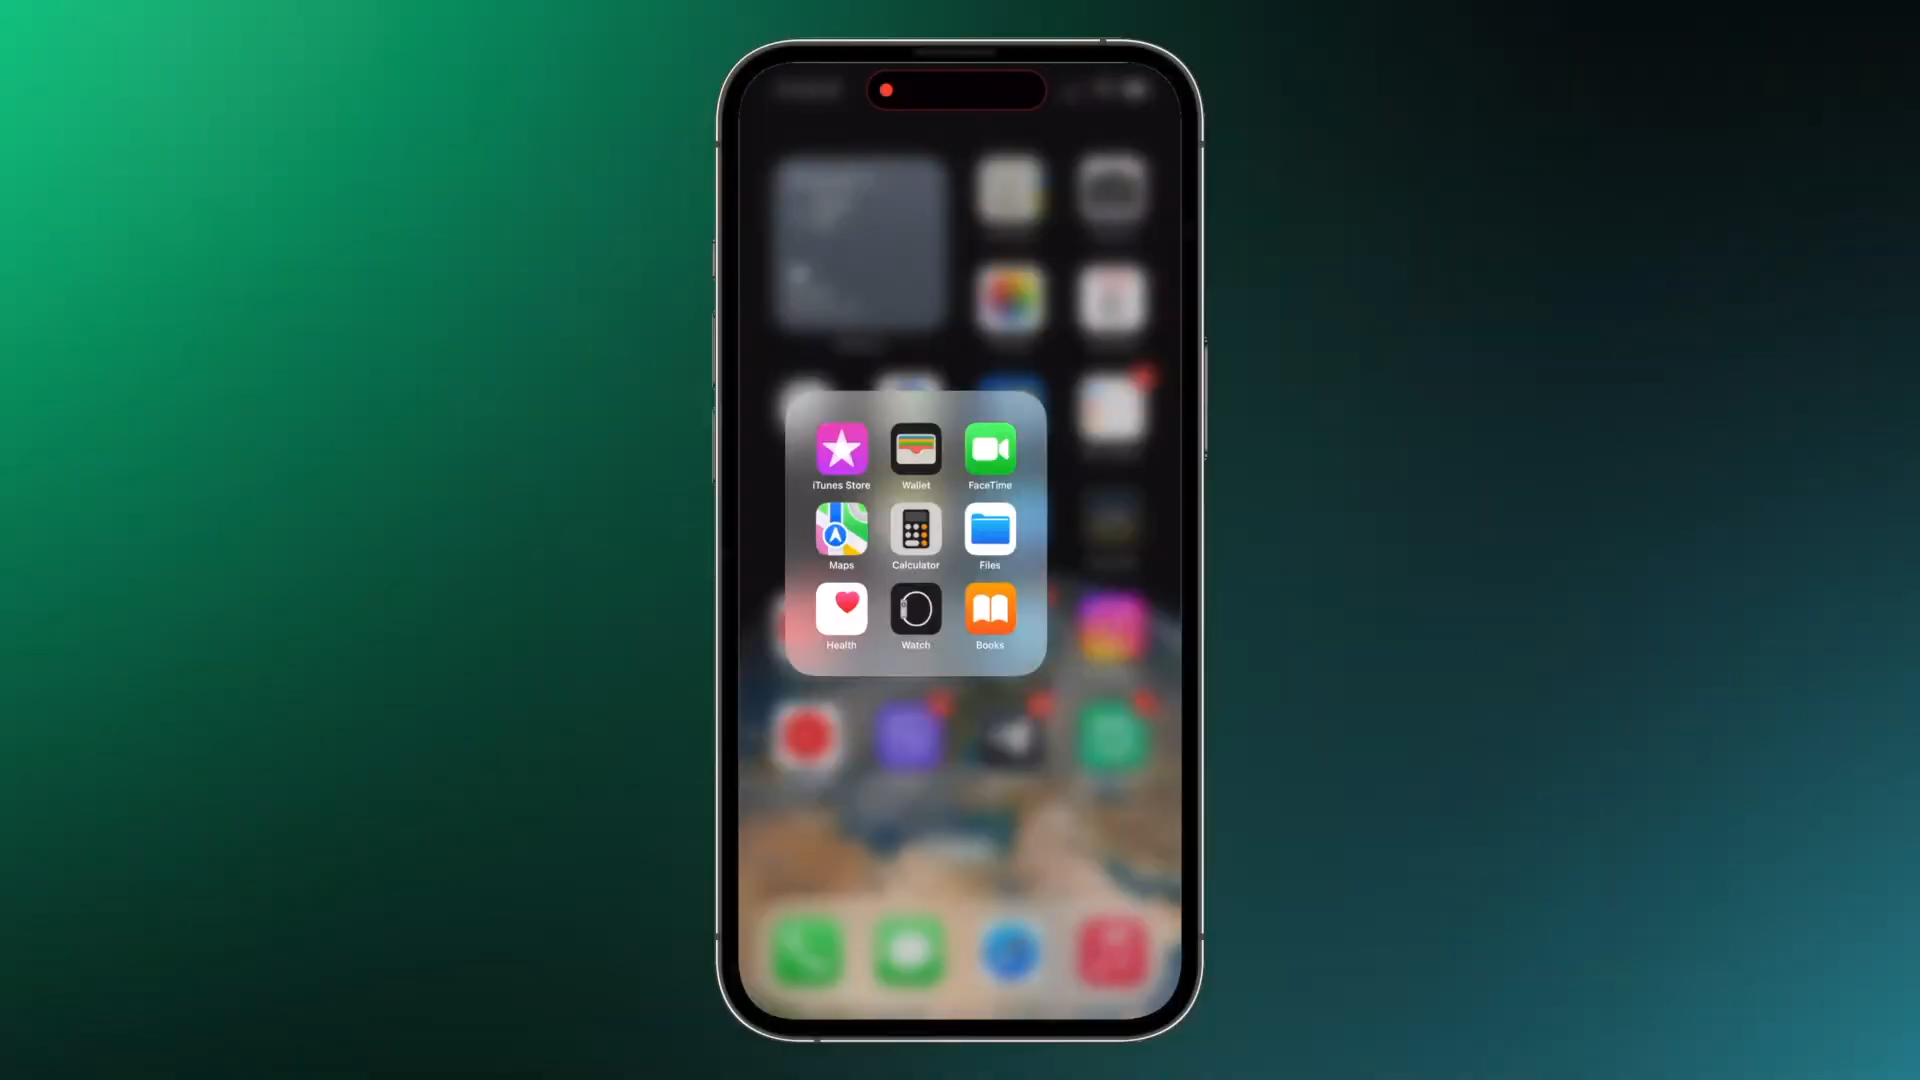 iTunes Store Wallet FaceTime
Maps Calculator Files
Health Watch Books